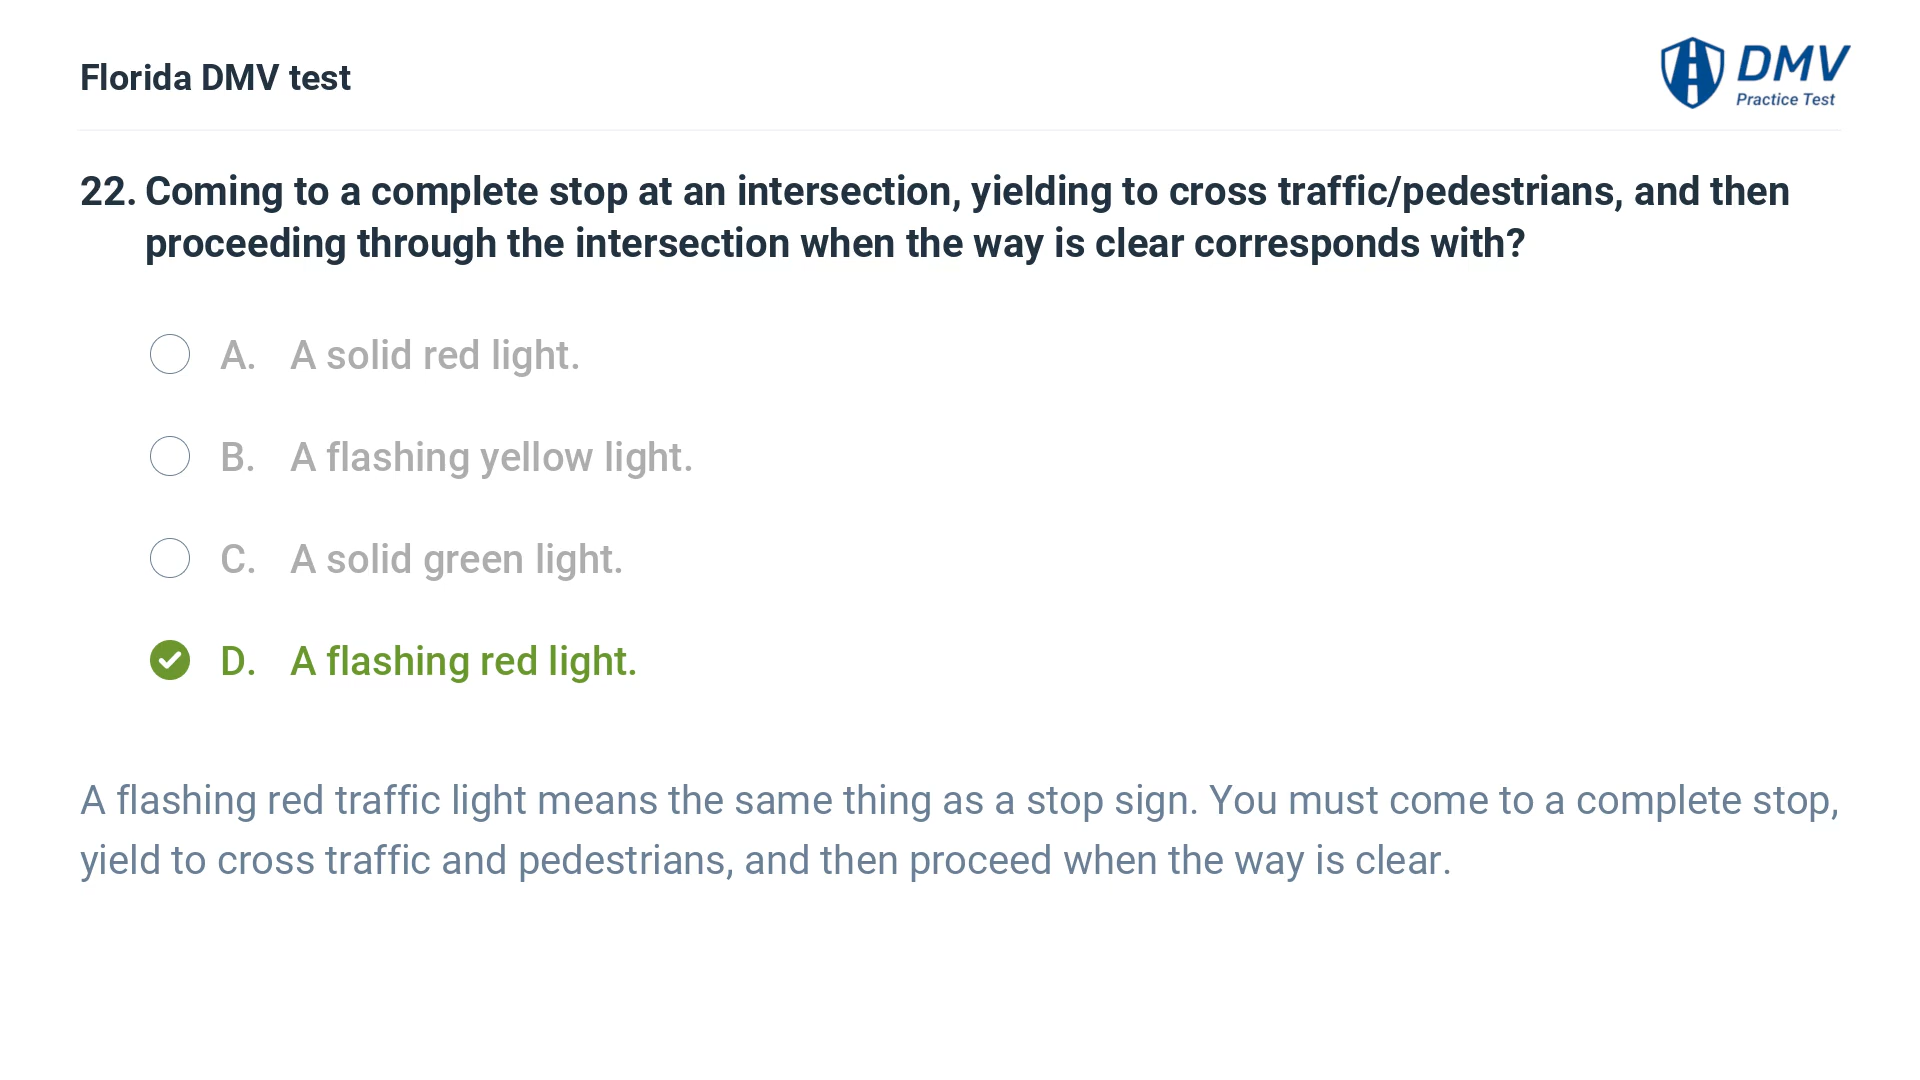 Florida DMV test
DMV
Practice Test
22. Coming to a complete stop at an intersection, yielding to cross traffic/pedestrians, and then
proceeding through the intersection when the way is clear corresponds with?
A. A solid red light.
B. A flashing yellow light.
C. A solid green light.
D. A flashing red light.
A flashing red traffic light means the same thing as a stop sign. You must come to a complete stop,
yield to cross traffic and pedestrians, and then proceed when the way is clear.